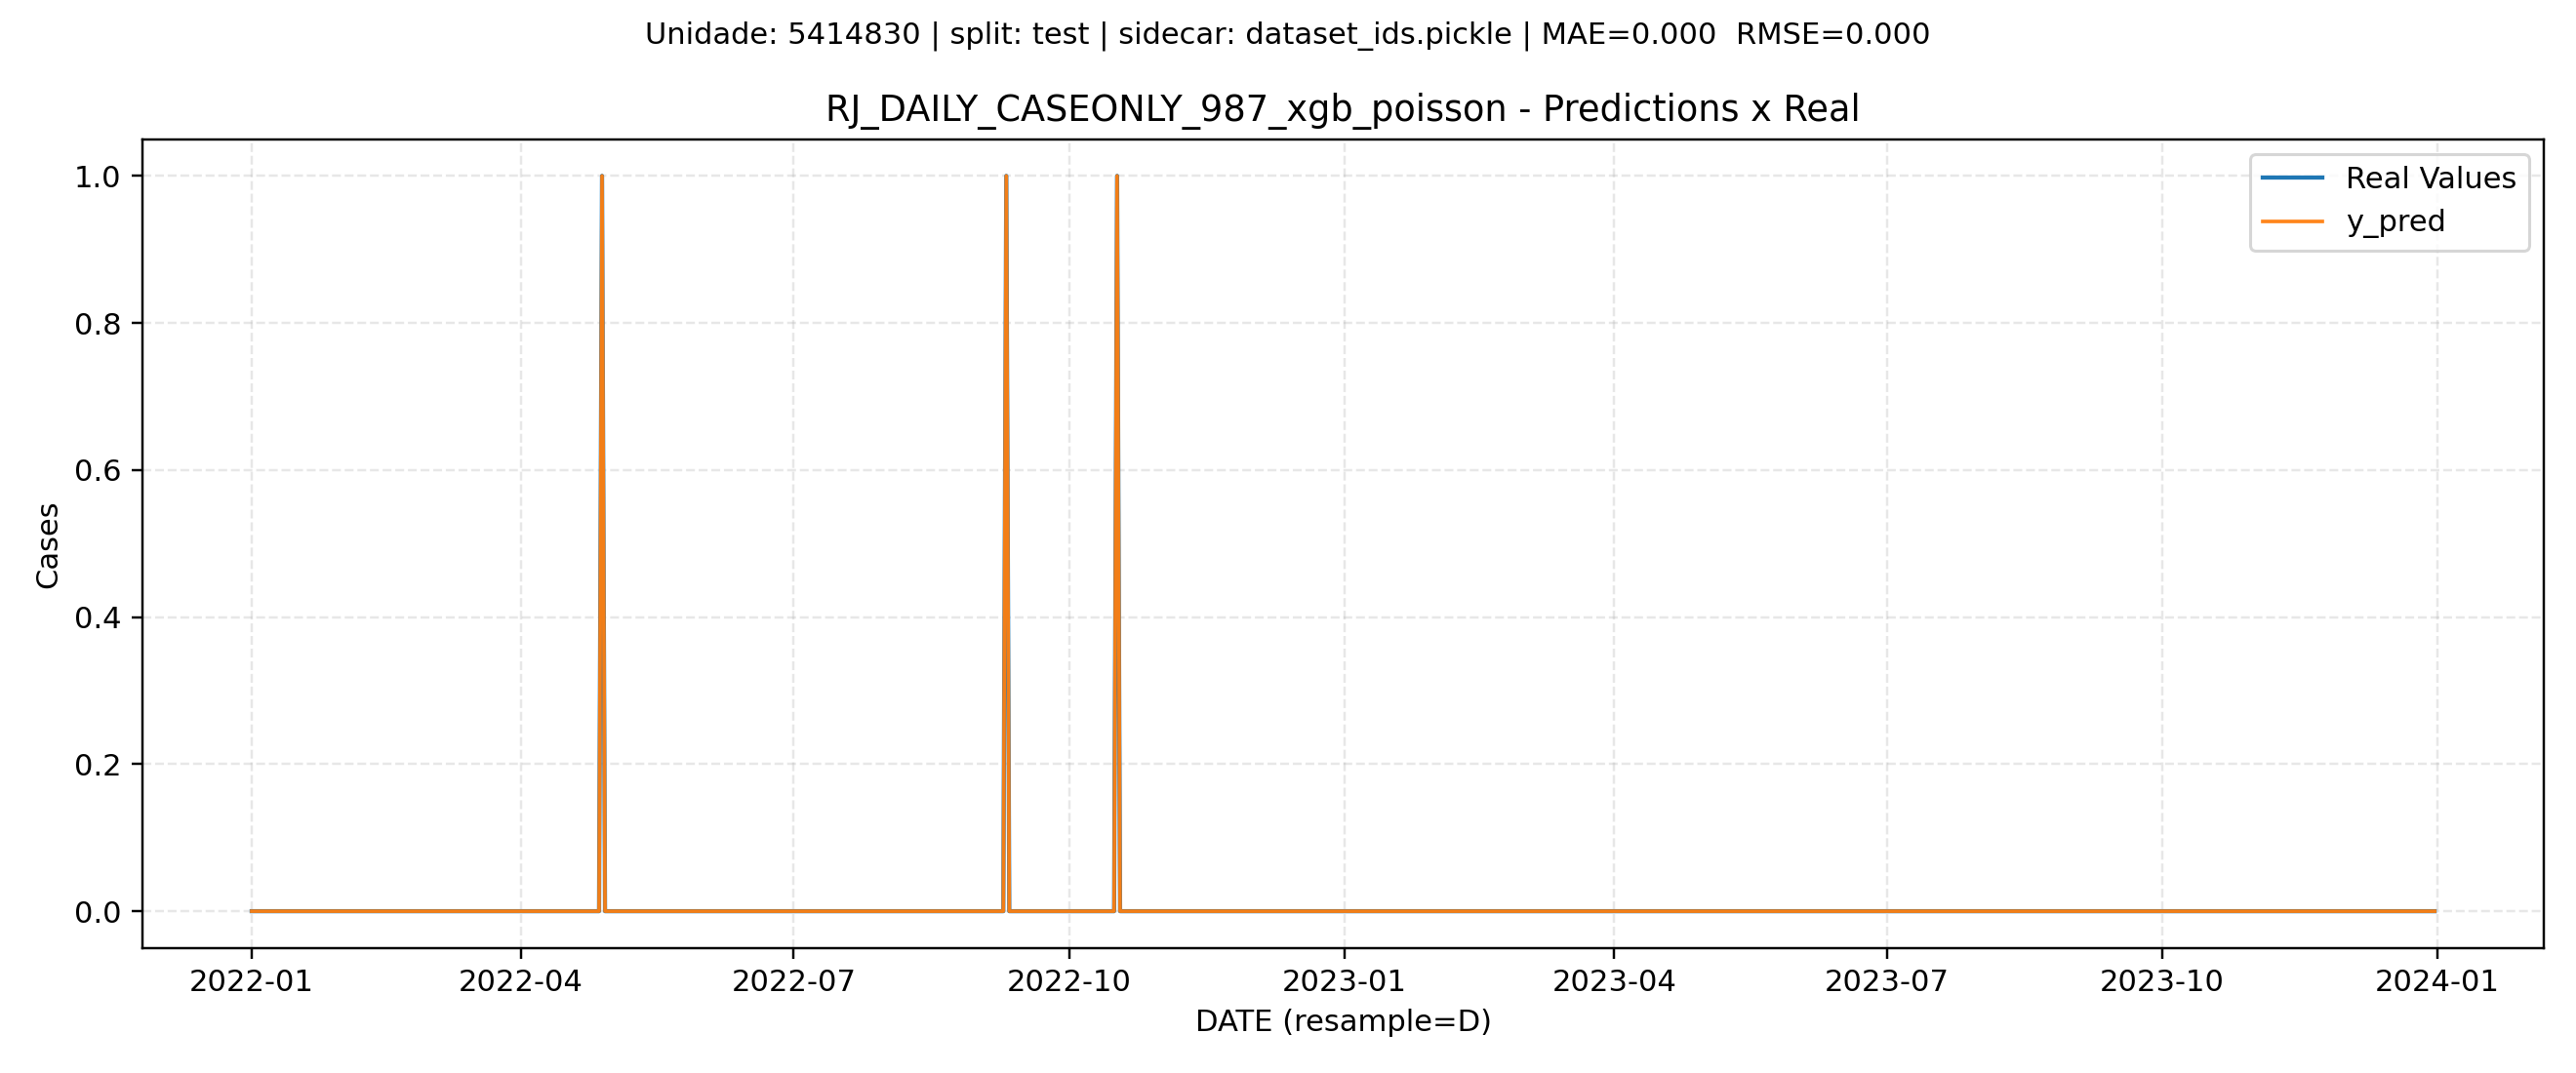 Unidade: 5414830 | split: test | sidecar: dataset_ids.pickle | MAE=0.000  RMSE=0.000
RJ_DAILY_CASEONLY_987_xgb_poisson - Predictions x Real
Real Values
y_pred
1.0
0.8
0.6
0.4
0.2
0.0
Cases
2022-01 2022-04 2022-07 2022-10 2023-01 2023-04 2023-07 2023-10 2024-01
DATE (resample=D)